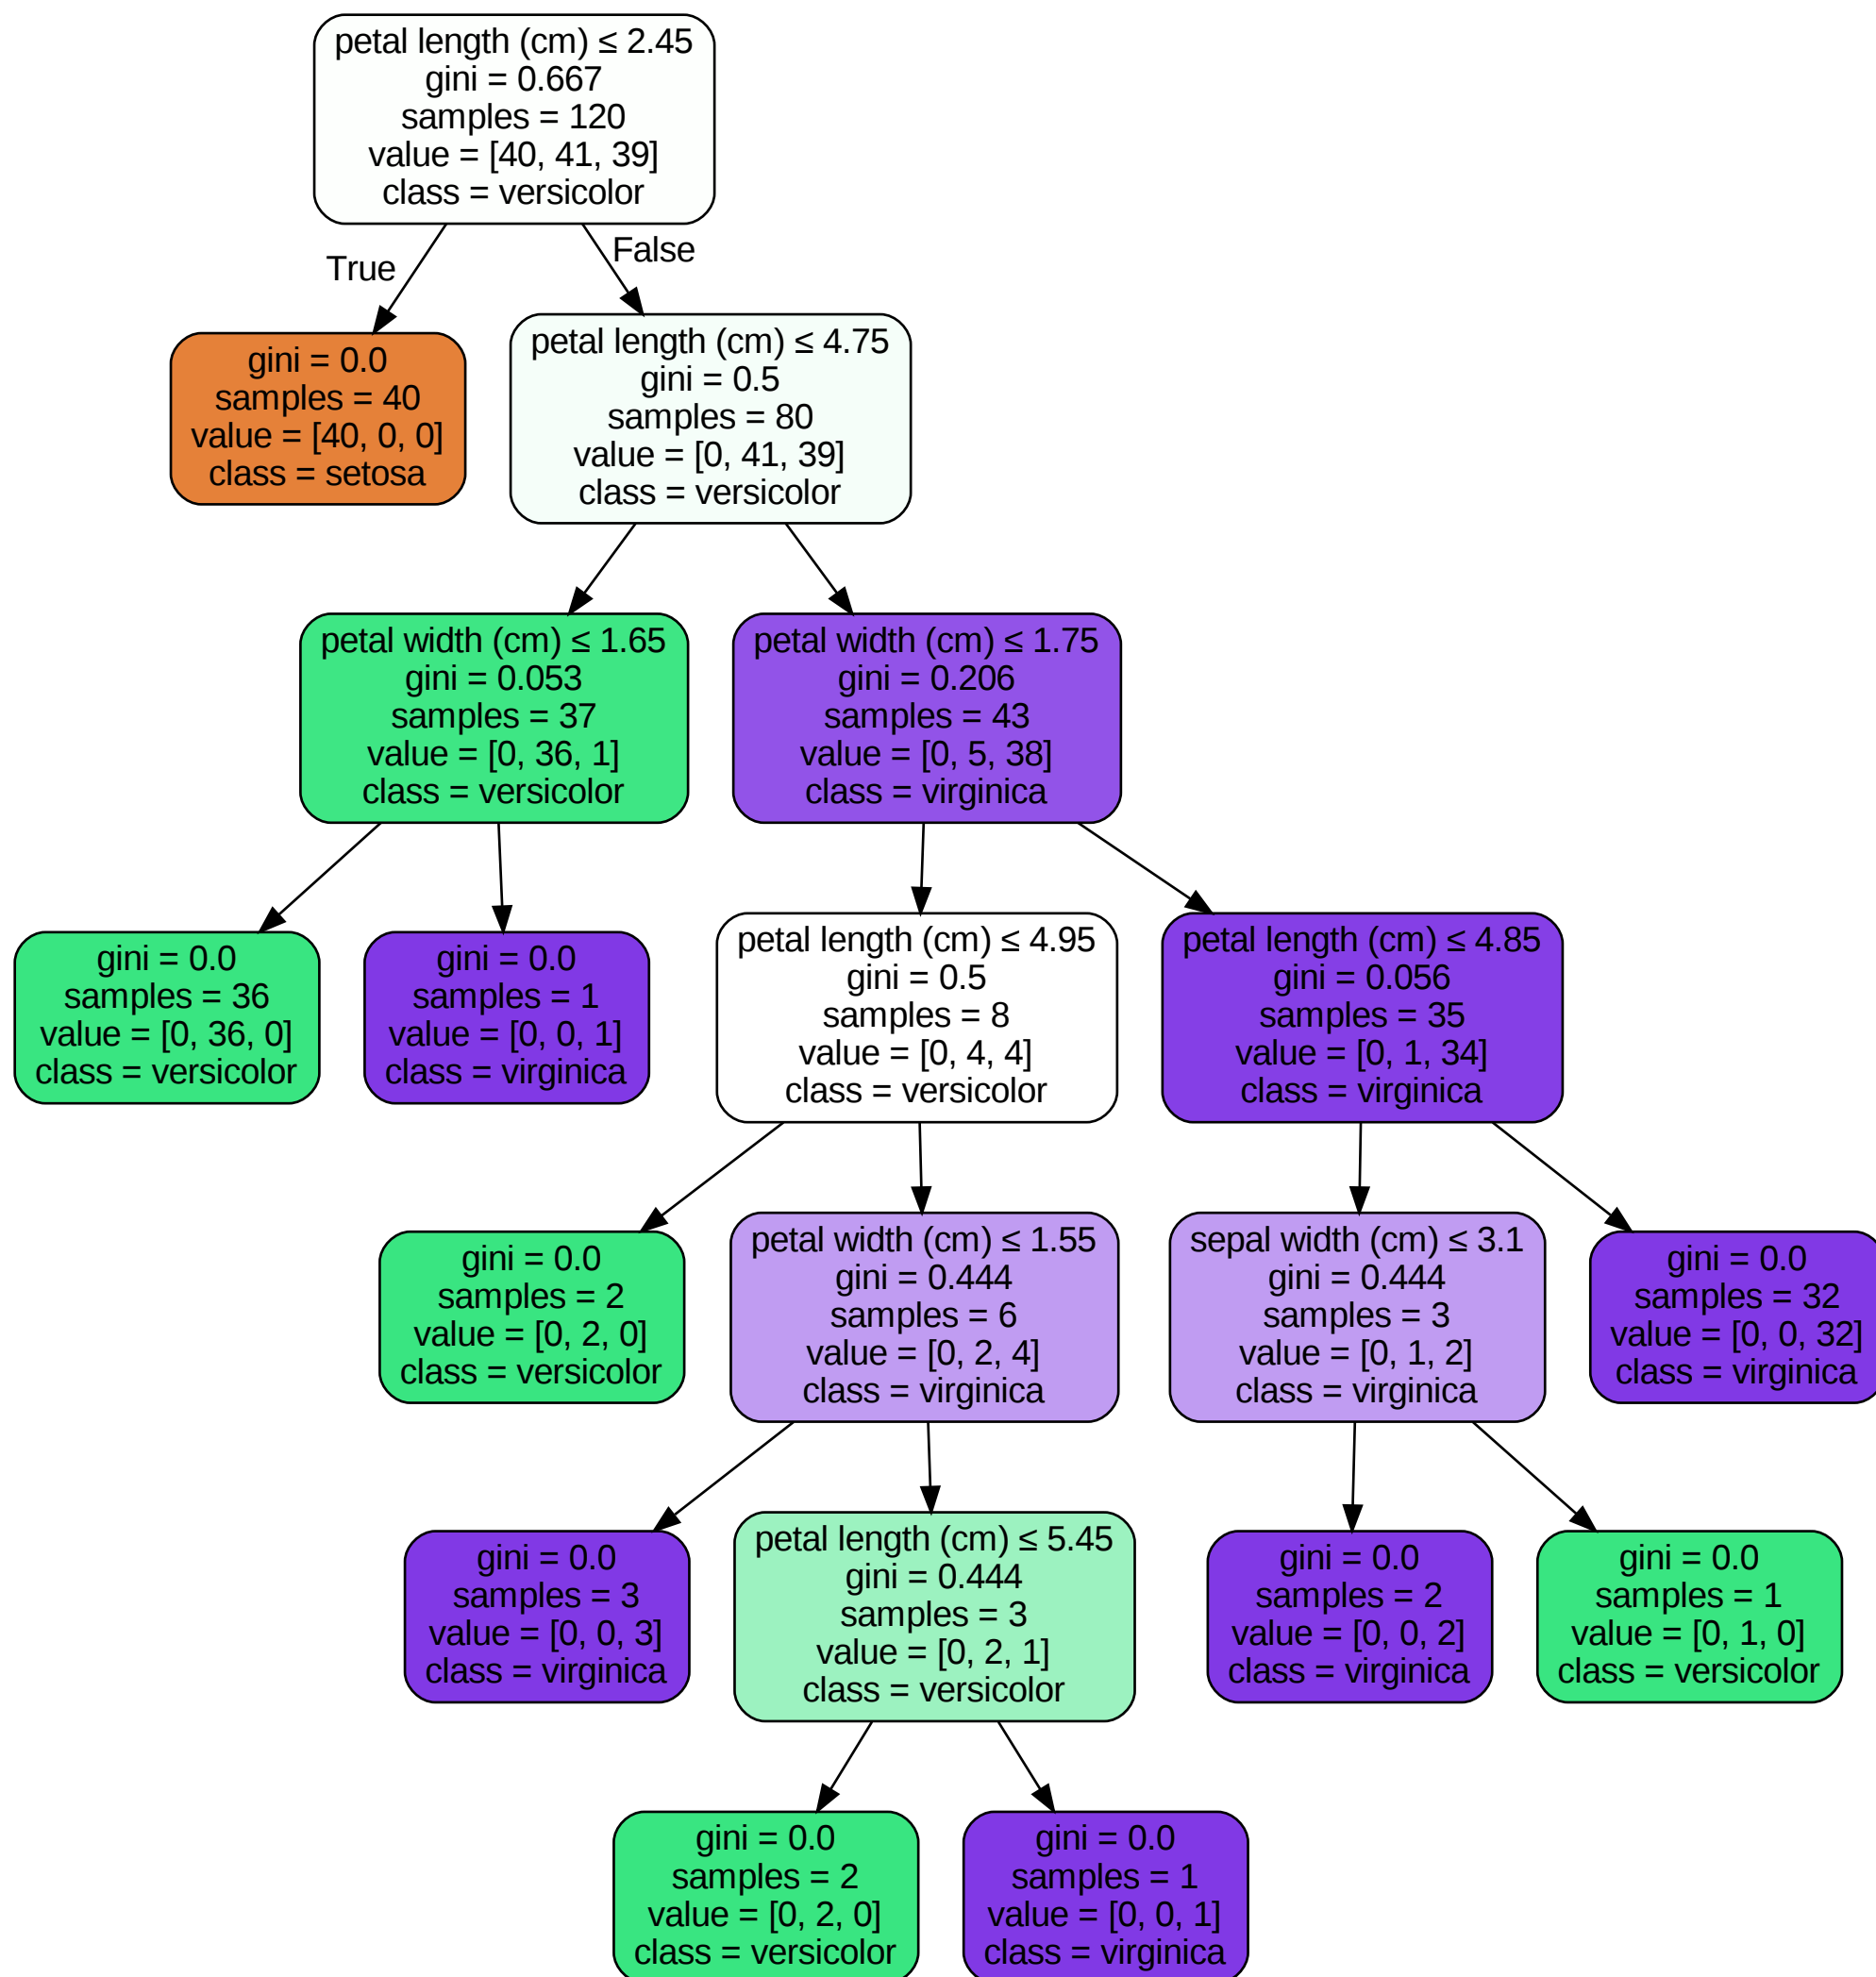 petal length (cm) ≤ 2.45
gini = 0.667
samples = 120
value = [40, 41, 39]
class = versicolor
True
False
gini = 0.0
samples = 40
value = [40, 0, 0]
class = setosa
petal length (cm) ≤ 4.75
gini = 0.5
samples = 80
value = [0, 41, 39]
class = versicolor
petal width (cm) ≤ 1.65
gini = 0.053
samples = 37
value = [0, 36, 1]
class = versicolor
petal width (cm) ≤ 1.75
gini = 0.206
samples = 43
value = [0, 5, 38]
class = virginica
gini = 0.0
samples = 36
value = [0, 36, 0]
class = versicolor
gini = 0.0
samples = 1
value = [0, 0, 1]
class = virginica
petal length (cm) ≤ 4.95
gini = 0.5
samples = 8
value = [0, 4, 4]
class = versicolor
petal length (cm) ≤ 4.85
gini = 0.056
samples = 35
value = [0, 1, 34]
class = virginica
gini = 0.0
samples = 2
value = [0, 2, 0]
class = versicolor
petal width (cm) ≤ 1.55
gini = 0.444
samples = 6
value = [0, 2, 4]
class = virginica
sepal width (cm) ≤ 3.1
gini = 0.444
samples = 3
value = [0, 1, 2]
class = virginica
gini = 0.0
samples = 32
value = [0, 0, 32]
class = virginica
gini = 0.0
samples = 3
value = [0, 0, 3]
class = virginica
petal length (cm) ≤ 5.45
gini = 0.444
samples = 3
value = [0, 2, 1]
class = versicolor
gini = 0.0
samples = 2
value = [0, 0, 2]
class = virginica
gini = 0.0
samples = 1
value = [0, 1, 0]
class = versicolor
gini = 0.0
samples = 2
value = [0, 2, 0]
class = versicolor
gini = 0.0
samples = 1
value = [0, 0, 1]
class = virginica